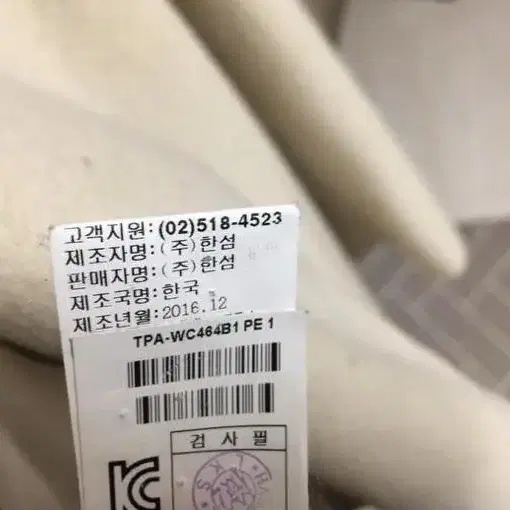 고객지원: (02)518-4523
제조자명: (주)한섬
판매자명: (주)한섬
제조국명: 한국
제조년월: 2016.12
TPA-WC464B1 PE 1
검사필